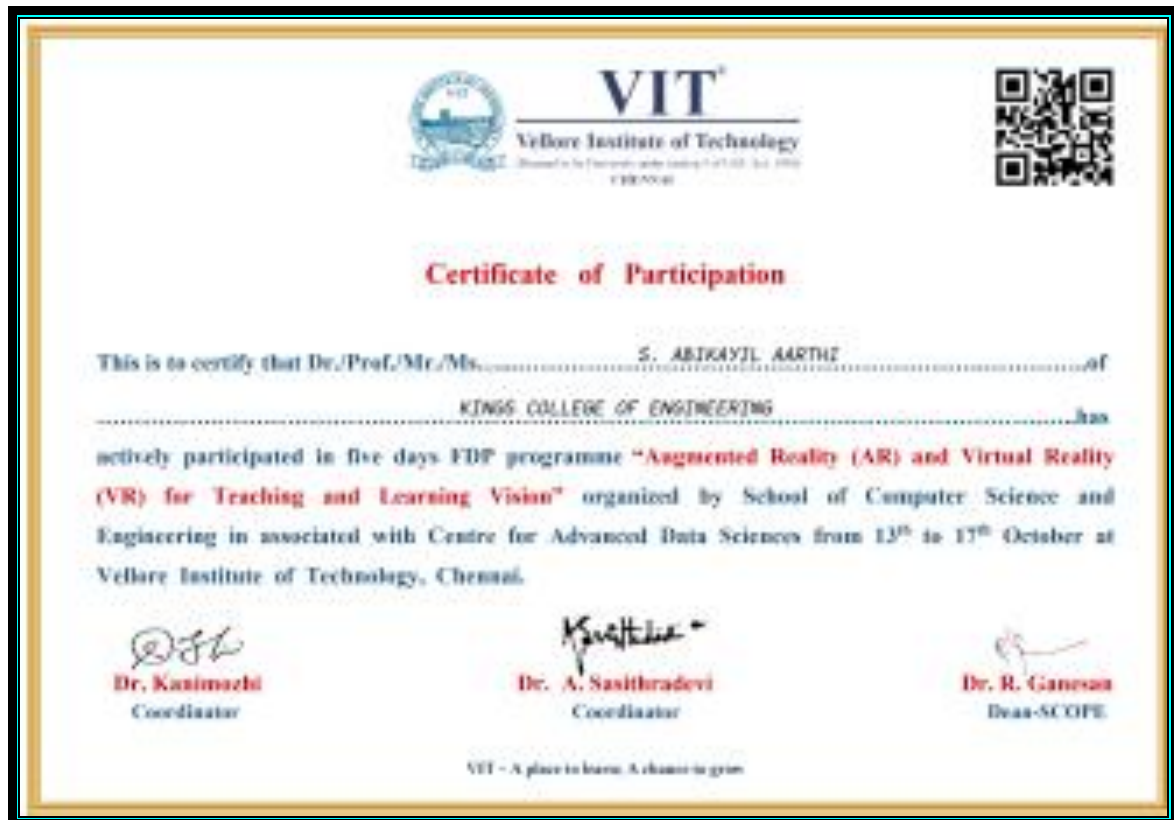 VIT
VIT
Vellore Institute of Technology
CHENNAI
Certificate of Participation
This is to certify that Dr./Prof./Mr./Ms. S. ABIKAYIL AARTHI of
KINGS COLLEGE OF ENGINEERING has
actively participated in five days FDP programme “Augmented Reality (AR) and Virtual Reality
(VR) for Teaching and Learning Vision” organized by School of Computer Science and
Engineering in associated with Centre for Advanced Data Sciences from 13th to 17th October at
Vellore Institute of Technology, Chennai.
Dr. Kanimozhi
Coordinator
Dr. A. Sasithradevi
Coordinator
Dr. R. Ganesan
Dean-SCOPE
VIT – A place to learn; A chance to grow